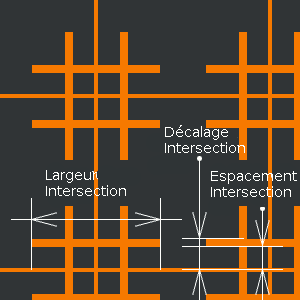 Décalage
Intersection
Largeur
Intersection
Espacement
Intersection